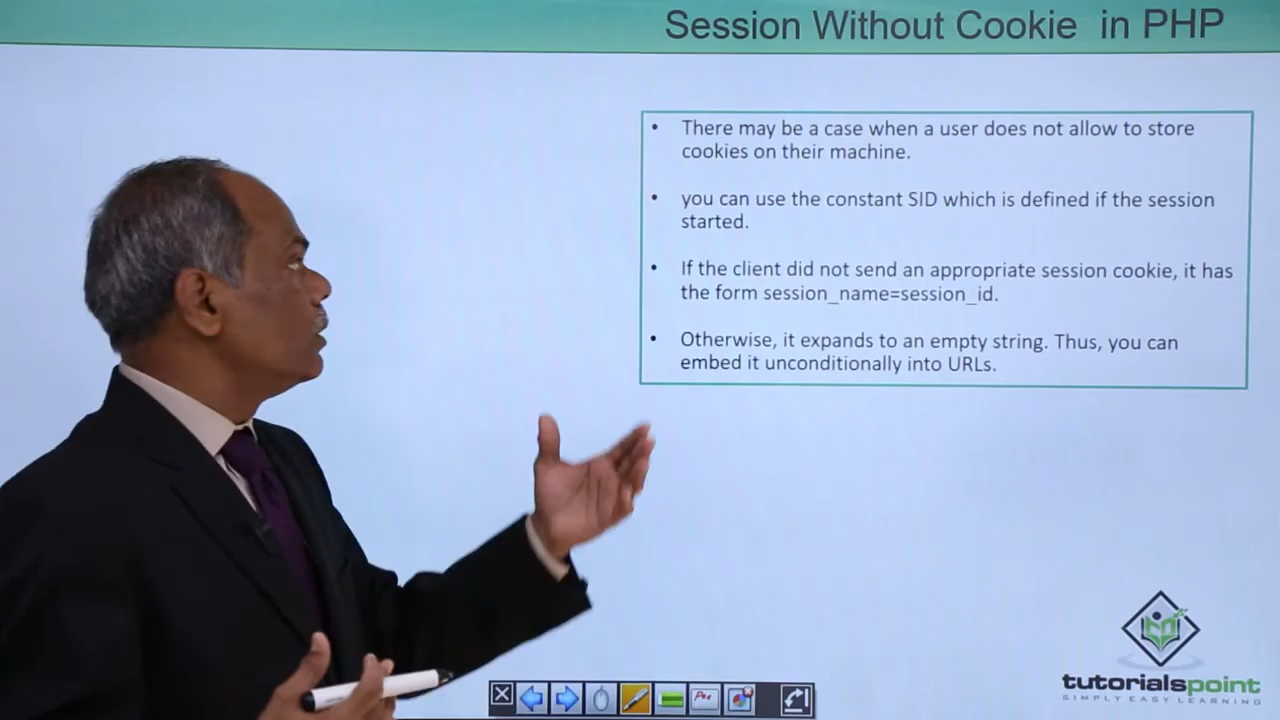 Session Without Cookie in PHP
• There may be a case when a user does not allow to store
cookies on their machine.
• you can use the constant SID which is defined if the session
started.
• If the client did not send an appropriate session cookie, it has
the form session_name=session_id.
• Otherwise, it expands to an empty string. Thus, you can
embed it unconditionally into URLs.
tutorialspoint
SIMPLY EASY LEARNING